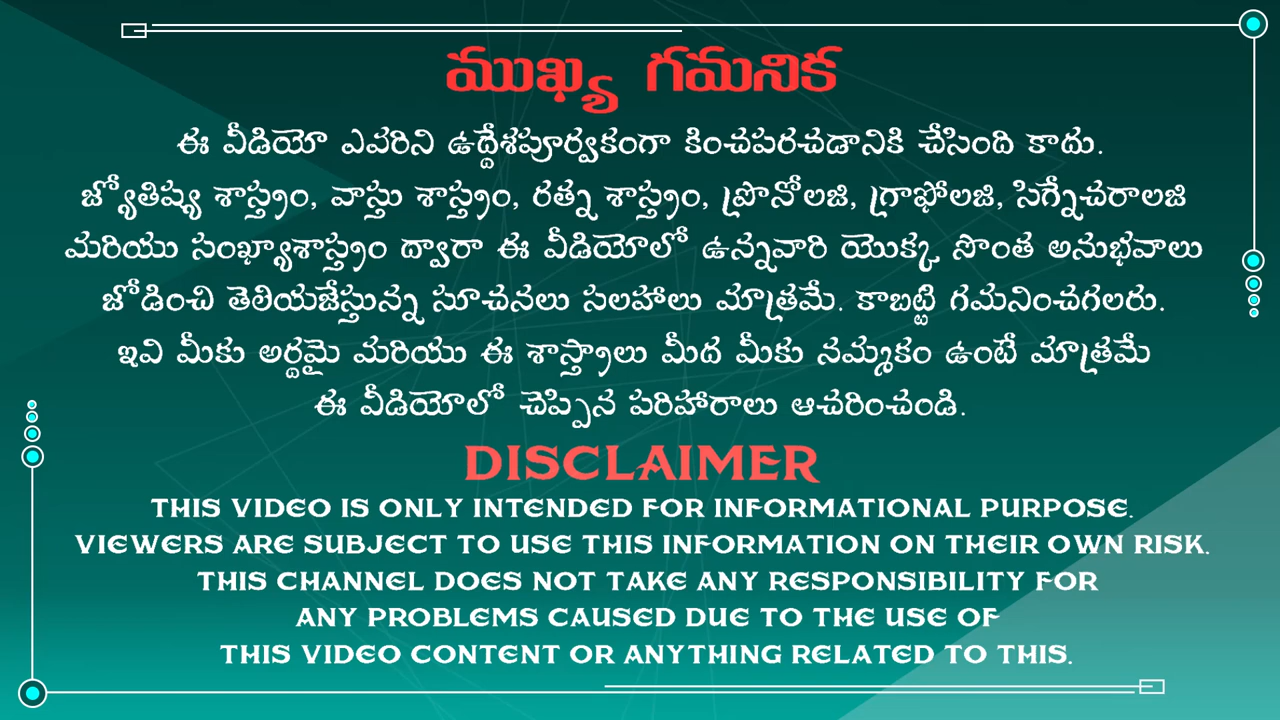 ముఖ్య గమనిక
ఈ వీడియో ఎవరిని ఉద్దేశపూర్వకంగా కించపరచడానికి చేసింది కాదు.
జ్యోతిష్య శాస్త్రం, వాస్తు శాస్త్రం, రత్న శాస్త్రం, ప్రొనోలజి, గ్రాఫోలజి, సిగ్నేచరాలజి
మరియు సంఖ్యాశాస్త్రం ద్వారా ఈ వీడియోలో ఉన్నవారి యొక్క సొంత అనుభవాలు
జోడించి తెలియజేస్తున్న సూచనలు సలహాలు మాత్రమే. కాబట్టి గమనించగలరు.
ఇవి మీకు అర్థమై మరియు ఈ శాస్త్రాలు మీద మీకు నమ్మకం ఉంటే మాత్రమే
ఈ వీడియోలో చెప్పిన పరిహారాలు ఆచరించండి.
DISCLAIMER
THIS VIDEO IS ONLY INTENDED FOR INFORMATIONAL PURPOSE.
VIEWERS ARE SUBJECT TO USE THIS INFORMATION ON THEIR OWN RISK.
THIS CHANNEL DOES NOT TAKE ANY RESPONSIBILITY FOR
ANY PROBLEMS CAUSED DUE TO THE USE OF
THIS VIDEO CONTENT OR ANYTHING RELATED TO THIS.